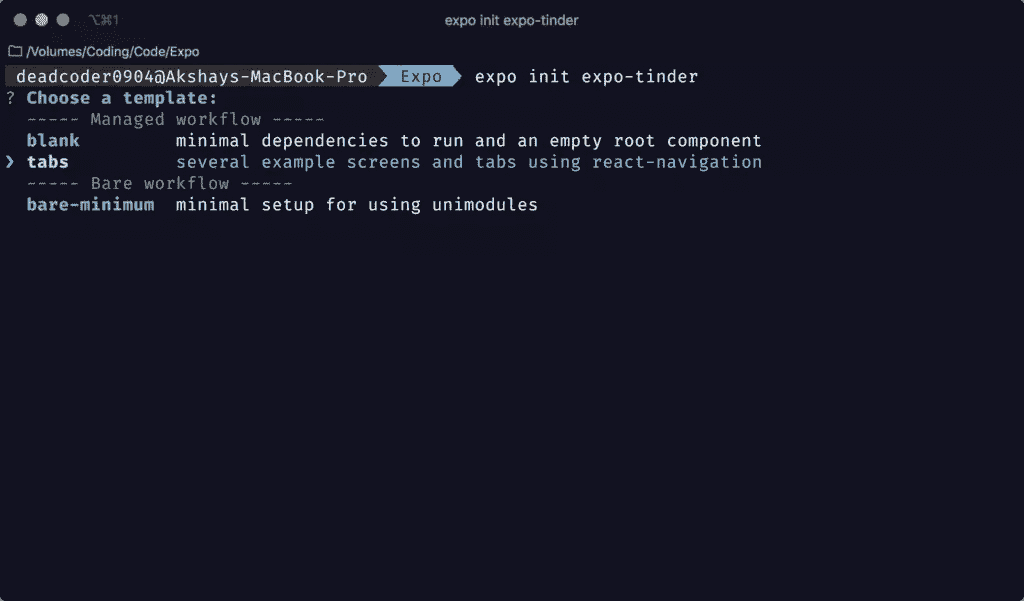 ⌥⌘1
expo init expo-tinder
/Volumes/Coding/Code/Expo
deadcoder0904@Akshays-MacBook-Pro Expo expo init expo-tinder
? Choose a template:
----- Managed workflow -----
blank minimal dependencies to run and an empty root component
❯ tabs several example screens and tabs using react-navigation
----- Bare workflow -----
bare-minimum minimal setup for using unimodules